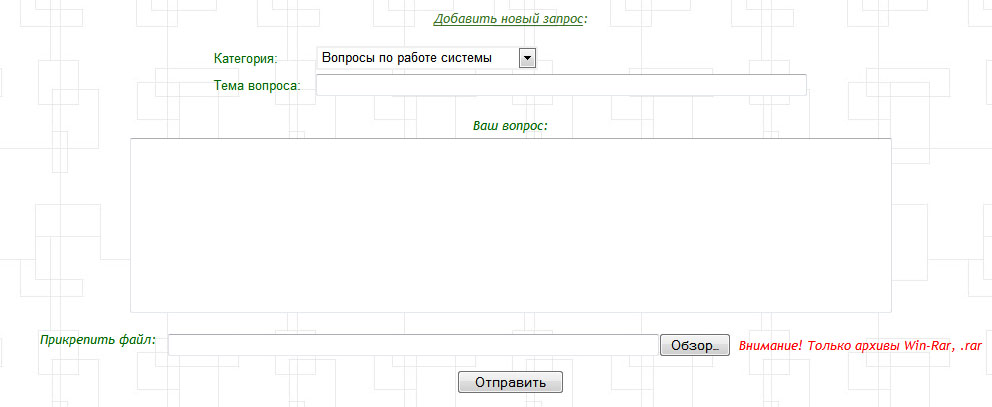 Добавить новый запрос:
Категория: Вопросы по работе системы
Тема вопроса:
Ваш вопрос:
Прикрепить файл: Обзор... Внимание! Только архивы Win-Rar, .rar
Отправить